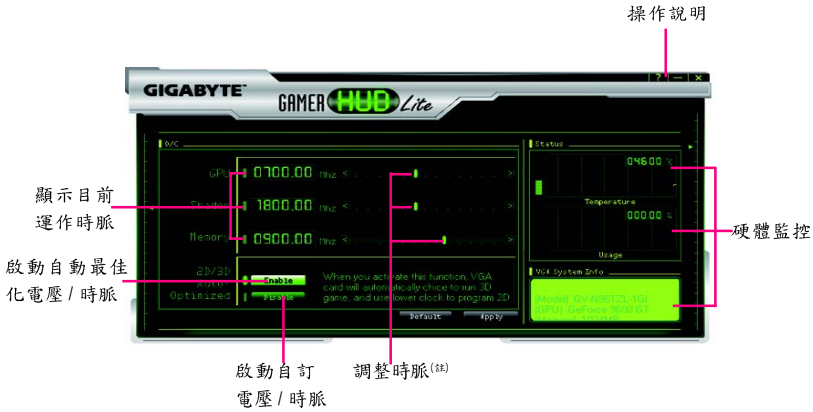 操作說明
GIGABYTE™
GAMER HUD Lite
? — ×
O/C
GPU 0700.00 Mhz < >
Shader 1800.00 Mhz < >
Memory 0900.00 Mhz < >
2D/3D
Auto
Optimized
Enable
Disable
When you activate this function, VGA
card will automatically choice to run 3D
game, and use lower clock to program 2D
Default Apply
Status
Temperature
000.00 %
Usage
VGA System Info
(Model) GV-N96TZL-1GI
(GPU) GeForce 9600 GT
顯示目前
運作時脈
啟動自動最佳
化電壓 / 時脈
啟動自訂
電壓 / 時脈
調整時脈(註)
硬體監控